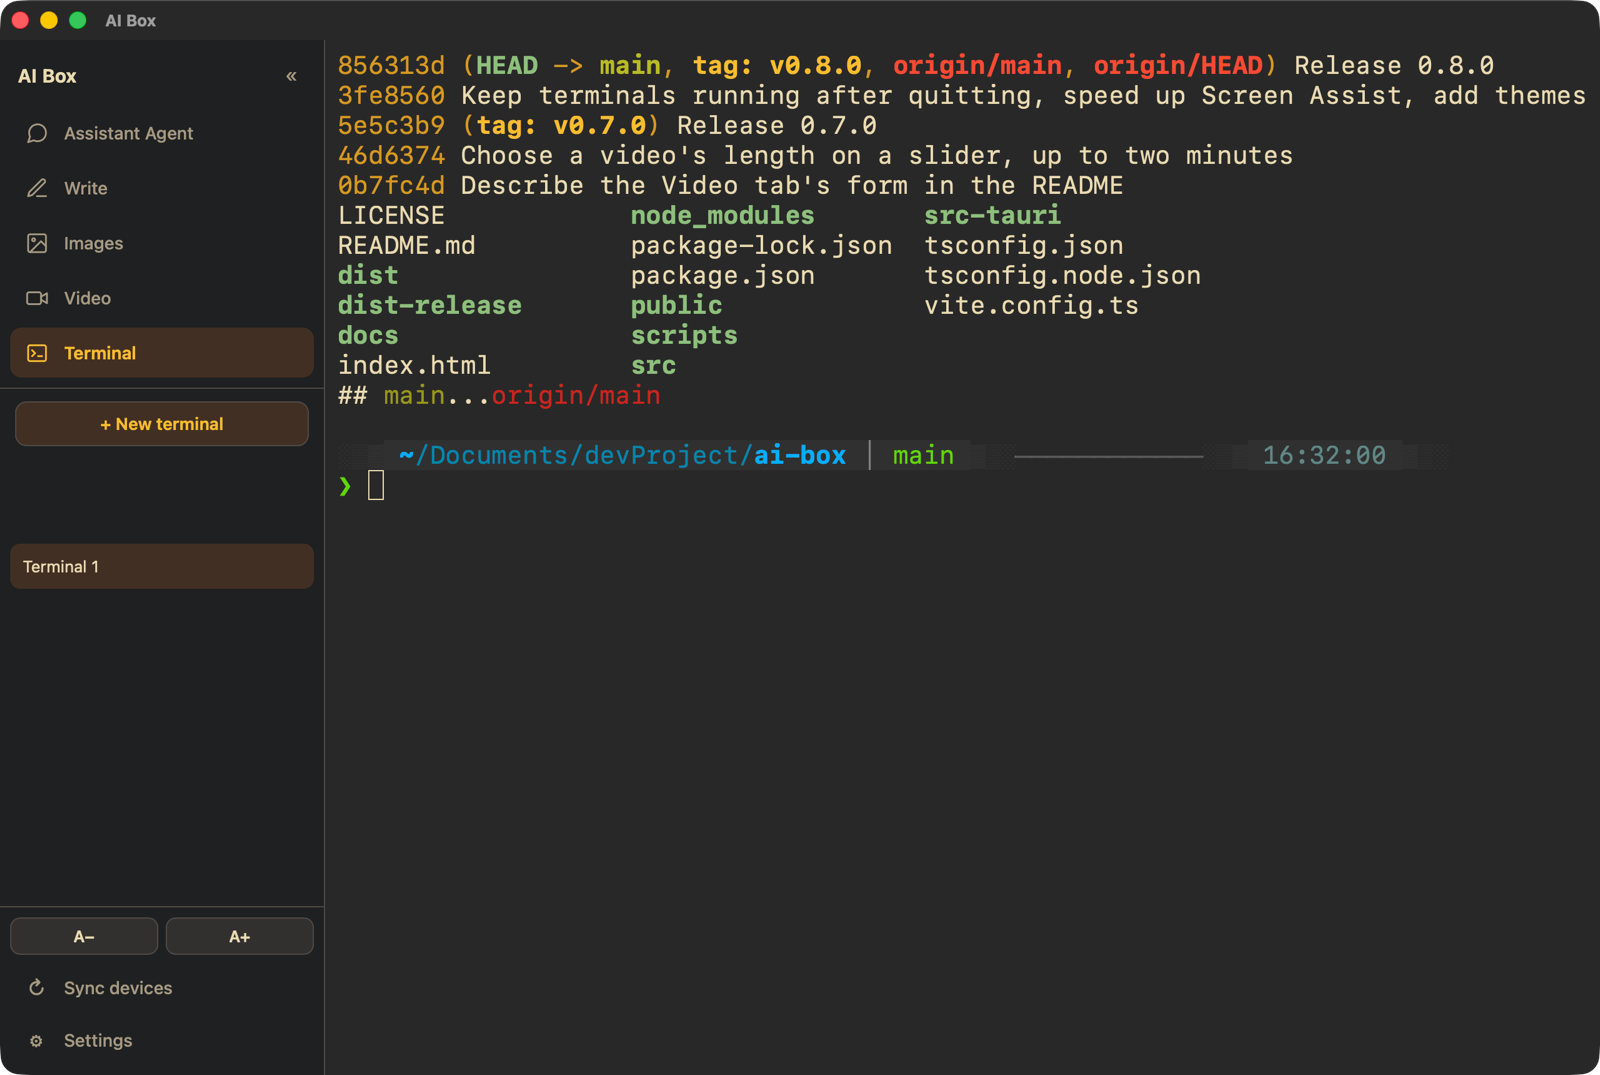 AI Box
AI Box «
Assistant Agent
Write
Images
Video
Terminal
+ New terminal
Terminal 1
A−
A+
Sync devices
Settings
856313d (HEAD -> main, tag: v0.8.0, origin/main, origin/HEAD) Release 0.8.0
3fe8560 Keep terminals running after quitting, speed up Screen Assist, add themes
5e5c3b9 (tag: v0.7.0) Release 0.7.0
46d6374 Choose a video's length on a slider, up to two minutes
0b7fc4d Describe the Video tab's form in the README
LICENSE node_modules src-tauri
README.md package-lock.json tsconfig.json
dist package.json tsconfig.node.json
dist-release public vite.config.ts
docs scripts
index.html src
## main...origin/main
~/Documents/devProject/ai-box | main 16:32:00
❯